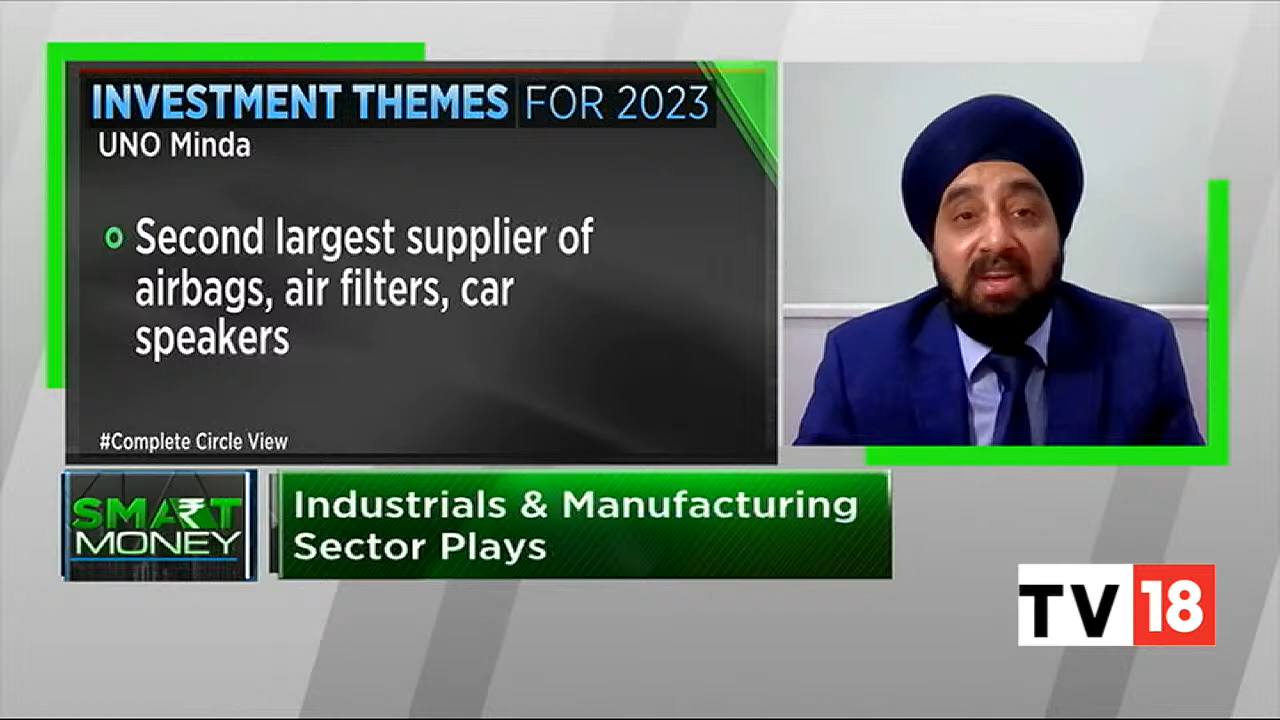 INVESTMENT THEMES FOR 2023
UNO Minda
Second largest supplier of
airbags, air filters, car
speakers
#Complete Circle View
SMART
MONEY
Industrials & Manufacturing
Sector Plays
TV18